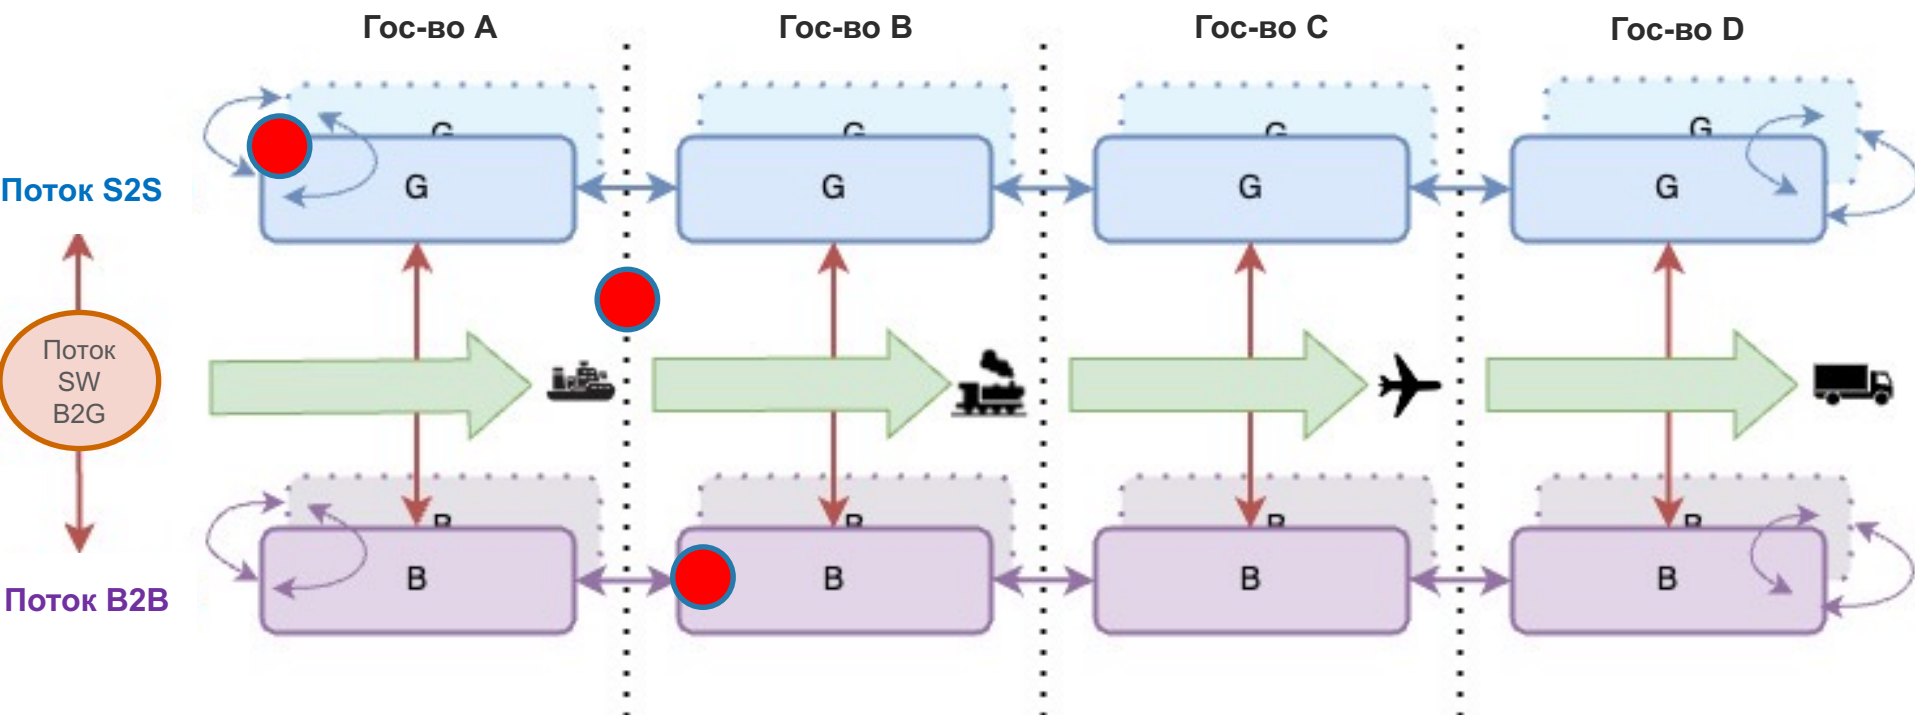 Гос-во A
Гос-во B
Гос-во C
Гос-во D
G
G
G
G
Поток S2S
G
G
G
G
Поток
SW
B2G
B
B
B
B
B
B
B
B
Поток B2B